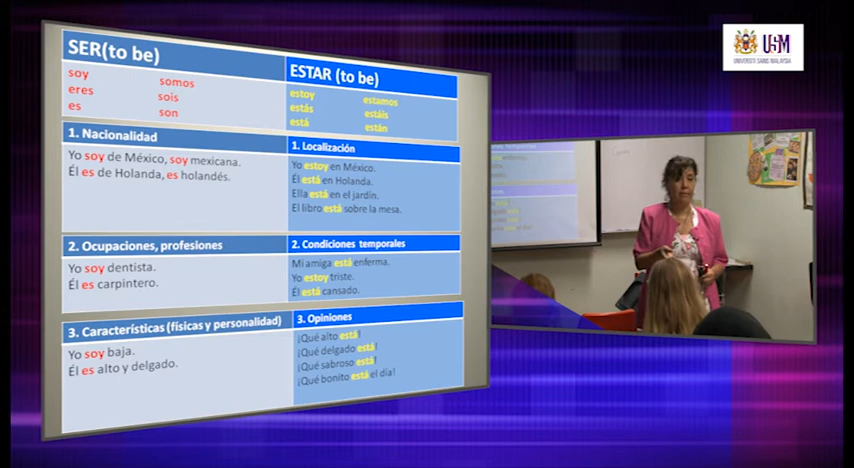 SER(to be)
soy somos
eres sois
es son
1. Nacionalidad
Yo soy de México, soy mexicana.
Él es de Holanda, es holandés.
2. Ocupaciones, profesiones
Yo soy dentista.
Él es carpintero.
3. Características (físicas y personalidad)
Yo soy baja.
Él es alto y delgado.
ESTAR (to be)
estoy estamos
estás estáis
está están
1. Localización
Yo estoy en México.
Él está en Holanda.
Ella está en el jardín.
El libro está sobre la mesa.
2. Condiciones temporales
Mi amiga está enferma.
Yo estoy triste.
Él está cansado.
3. Opiniones
¡Qué alto está!
¡Qué delgado está!
¡Qué sabroso está!
¡Qué bonito está el día!
USM
UNIVERSITI SAINS MALAYSIA